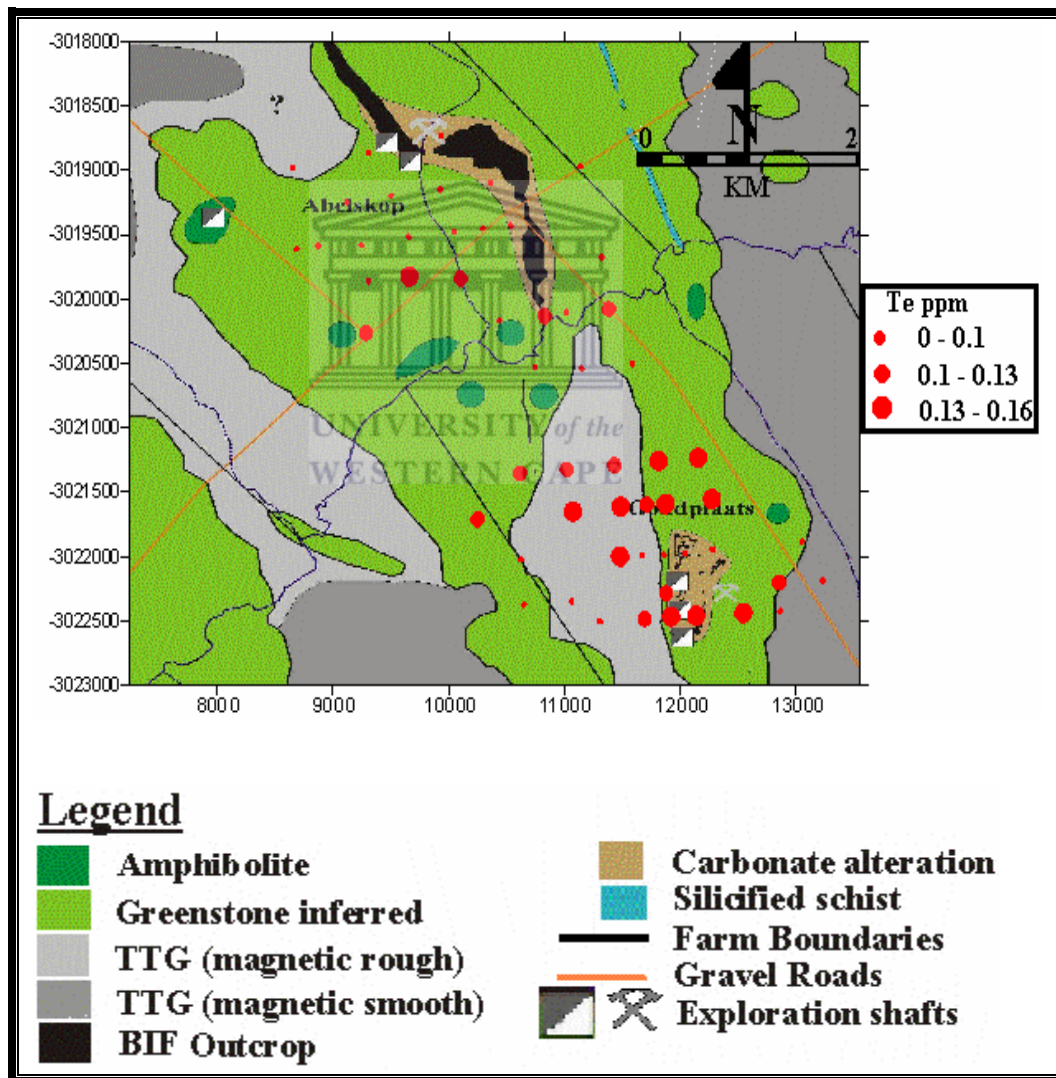 -3018000
-3018500
-3019000
-3019500
-3020000
-3020500
-3021000
-3021500
-3022000
-3022500
-3023000
8000 9000 10000 11000 12000 13000
?
N
0 2
KM
Abelskop
UNIVERSITY of the
WESTERN CAPE
Goudplaats
Te ppm
0 - 0.1
0.1 - 0.13
0.13 - 0.16
Legend
Amphibolite
Greenstone inferred
TTG (magnetic rough)
TTG (magnetic smooth)
BIF Outcrop
Carbonate alteration
Silicified schist
Farm Boundaries
Gravel Roads
Exploration shafts